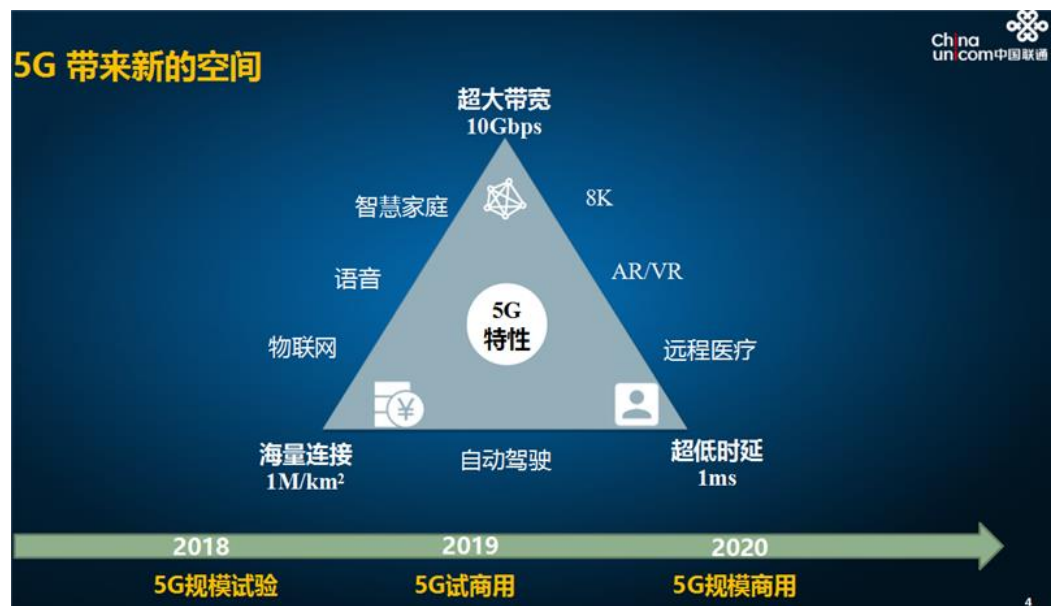 5G 带来新的空间
China
unicom中国联通
超大带宽
10Gbps
智慧家庭
8K
语音
AR/VR
5G
特性
物联网
远程医疗
¥
海量连接
1M/km²
自动驾驶
超低时延
1ms
2018
2019
2020
5G规模试验
5G试商用
5G规模商用
4